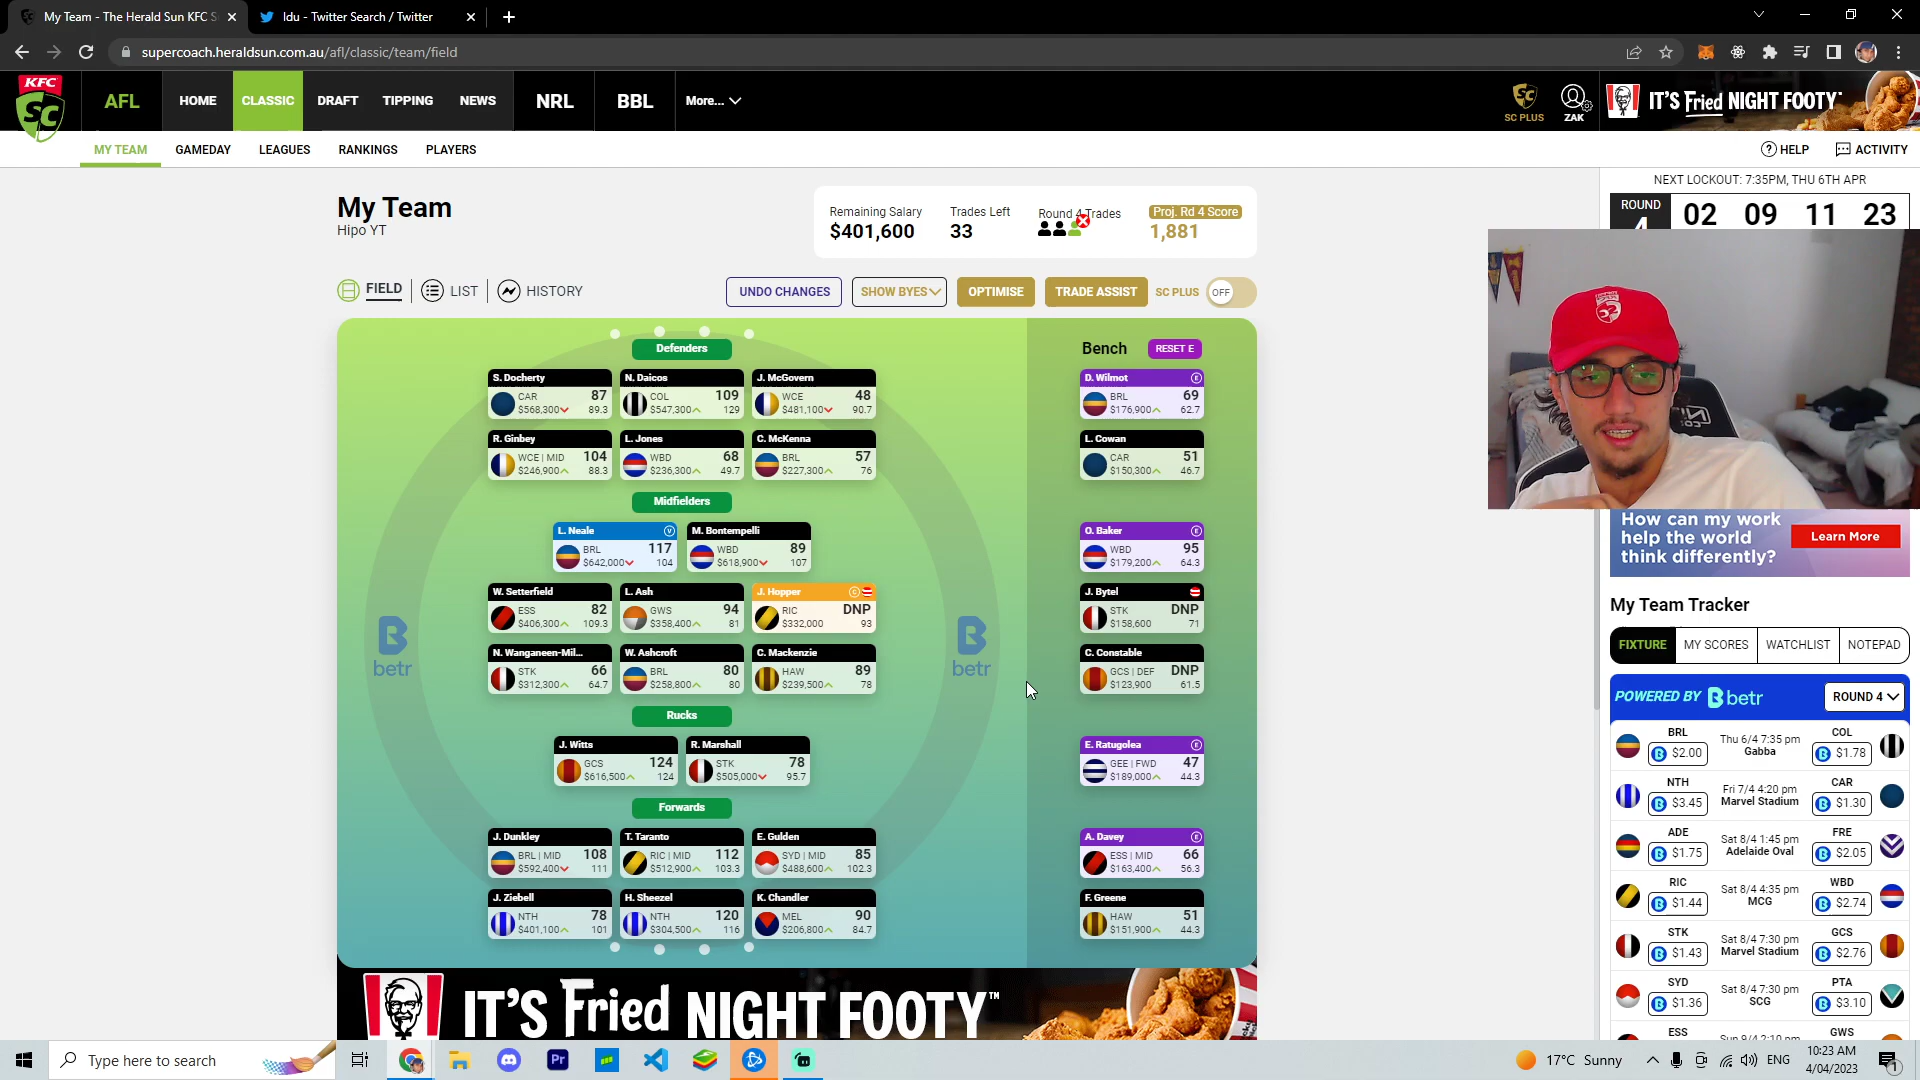 My Team - The Herald Sun KFC S
Idu - Twitter Search / Twitter
supercoach.heraldsun.com.au/afl/classic/team/field
KFC
SC
AFL
HOME
CLASSIC
DRAFT
TIPPING
NEWS
NRL
BBL
More...
SC
SC PLUS
ZAK
IT'S Fried NIGHT FOOTY™
MY TEAM
GAMEDAY
LEAGUES
RANKINGS
PLAYERS
HELP
ACTIVITY
My Team
Hipo YT
Remaining Salary
$401,600
Trades Left
33
Round 4 Trades
Proj. Rd 4 Score
1,881
NEXT LOCKOUT: 7:35PM, THU 6TH APR
ROUND
4
02 09 11 23
FIELD
LIST
HISTORY
UNDO CHANGES
SHOW BYES
OPTIMISE
TRADE ASSIST
SC PLUS
OFF
Defenders
S. Docherty
CAR 87
$568,300 89.3
N. Daicos
COL 109
$547,300 129
J. McGovern
WCE 48
$481,100 90.7
R. Ginbey
WCE | MID 104
$246,900 88.3
L. Jones
WBD 68
$236,300 49.7
C. McKenna
BRL 57
$227,300 76
Midfielders
L. Neale V
BRL 117
$642,000 104
M. Bontempelli
WBD 89
$618,900 107
W. Setterfield
ESS 82
$406,300 109.3
L. Ash
GWS 94
$358,400 81
J. Hopper C
RIC DNP
$332,000 93
N. Wanganeen-Mil...
STK 66
$312,300 64.7
W. Ashcroft
BRL 80
$258,800 80
C. Mackenzie
HAW 89
$239,500 78
betr
betr
Rucks
J. Witts
GCS 124
$616,500 124
R. Marshall
STK 78
$505,000 95.7
Forwards
J. Dunkley
BRL | MID 108
$592,400 111
T. Taranto
RIC | MID 112
$512,900 103.3
E. Gulden
SYD | MID 85
$488,600 102.3
J. Ziebell
NTH 78
$401,100 101
H. Sheezel
NTH 120
$304,500 116
K. Chandler
MEL 90
$206,800 84.7
Bench
RESET E
D. Wilmot E
BRL 69
$176,900 62.7
L. Cowan
CAR 51
$150,300 46.7
O. Baker E
WBD 95
$179,200 64.3
J. Bytel
STK DNP
$158,600 71
C. Constable
GCS | DEF DNP
$123,900 61.5
E. Ratugolea E
GEE | FWD 47
$189,000 44.3
A. Davey E
ESS | MID 66
$163,400 56.3
F. Greene
HAW 51
$151,900 44.3
IT'S Fried NIGHT FOOTY™
How can my work
help the world
think differently?
Learn More
My Team Tracker
FIXTURE
MY SCORES
WATCHLIST
NOTEPAD
POWERED BY betr
ROUND 4
BRL $2.00
Thu 6/4 7:35 pm
Gabba
COL $1.78
NTH $3.45
Fri 7/4 4:20 pm
Marvel Stadium
CAR $1.30
ADE $1.75
Sat 8/4 1:45 pm
Adelaide Oval
FRE $2.05
RIC $1.44
Sat 8/4 4:35 pm
MCG
WBD $2.74
STK $1.43
Sat 8/4 7:30 pm
Marvel Stadium
GCS $2.76
SYD $1.36
Sat 8/4 7:30 pm
SCG
PTA $3.10
ESS
Sun 9/4 2:10 pm
GWS
Type here to search
Pr
17°C Sunny
ENG
10:23 AM
4/04/2023
1